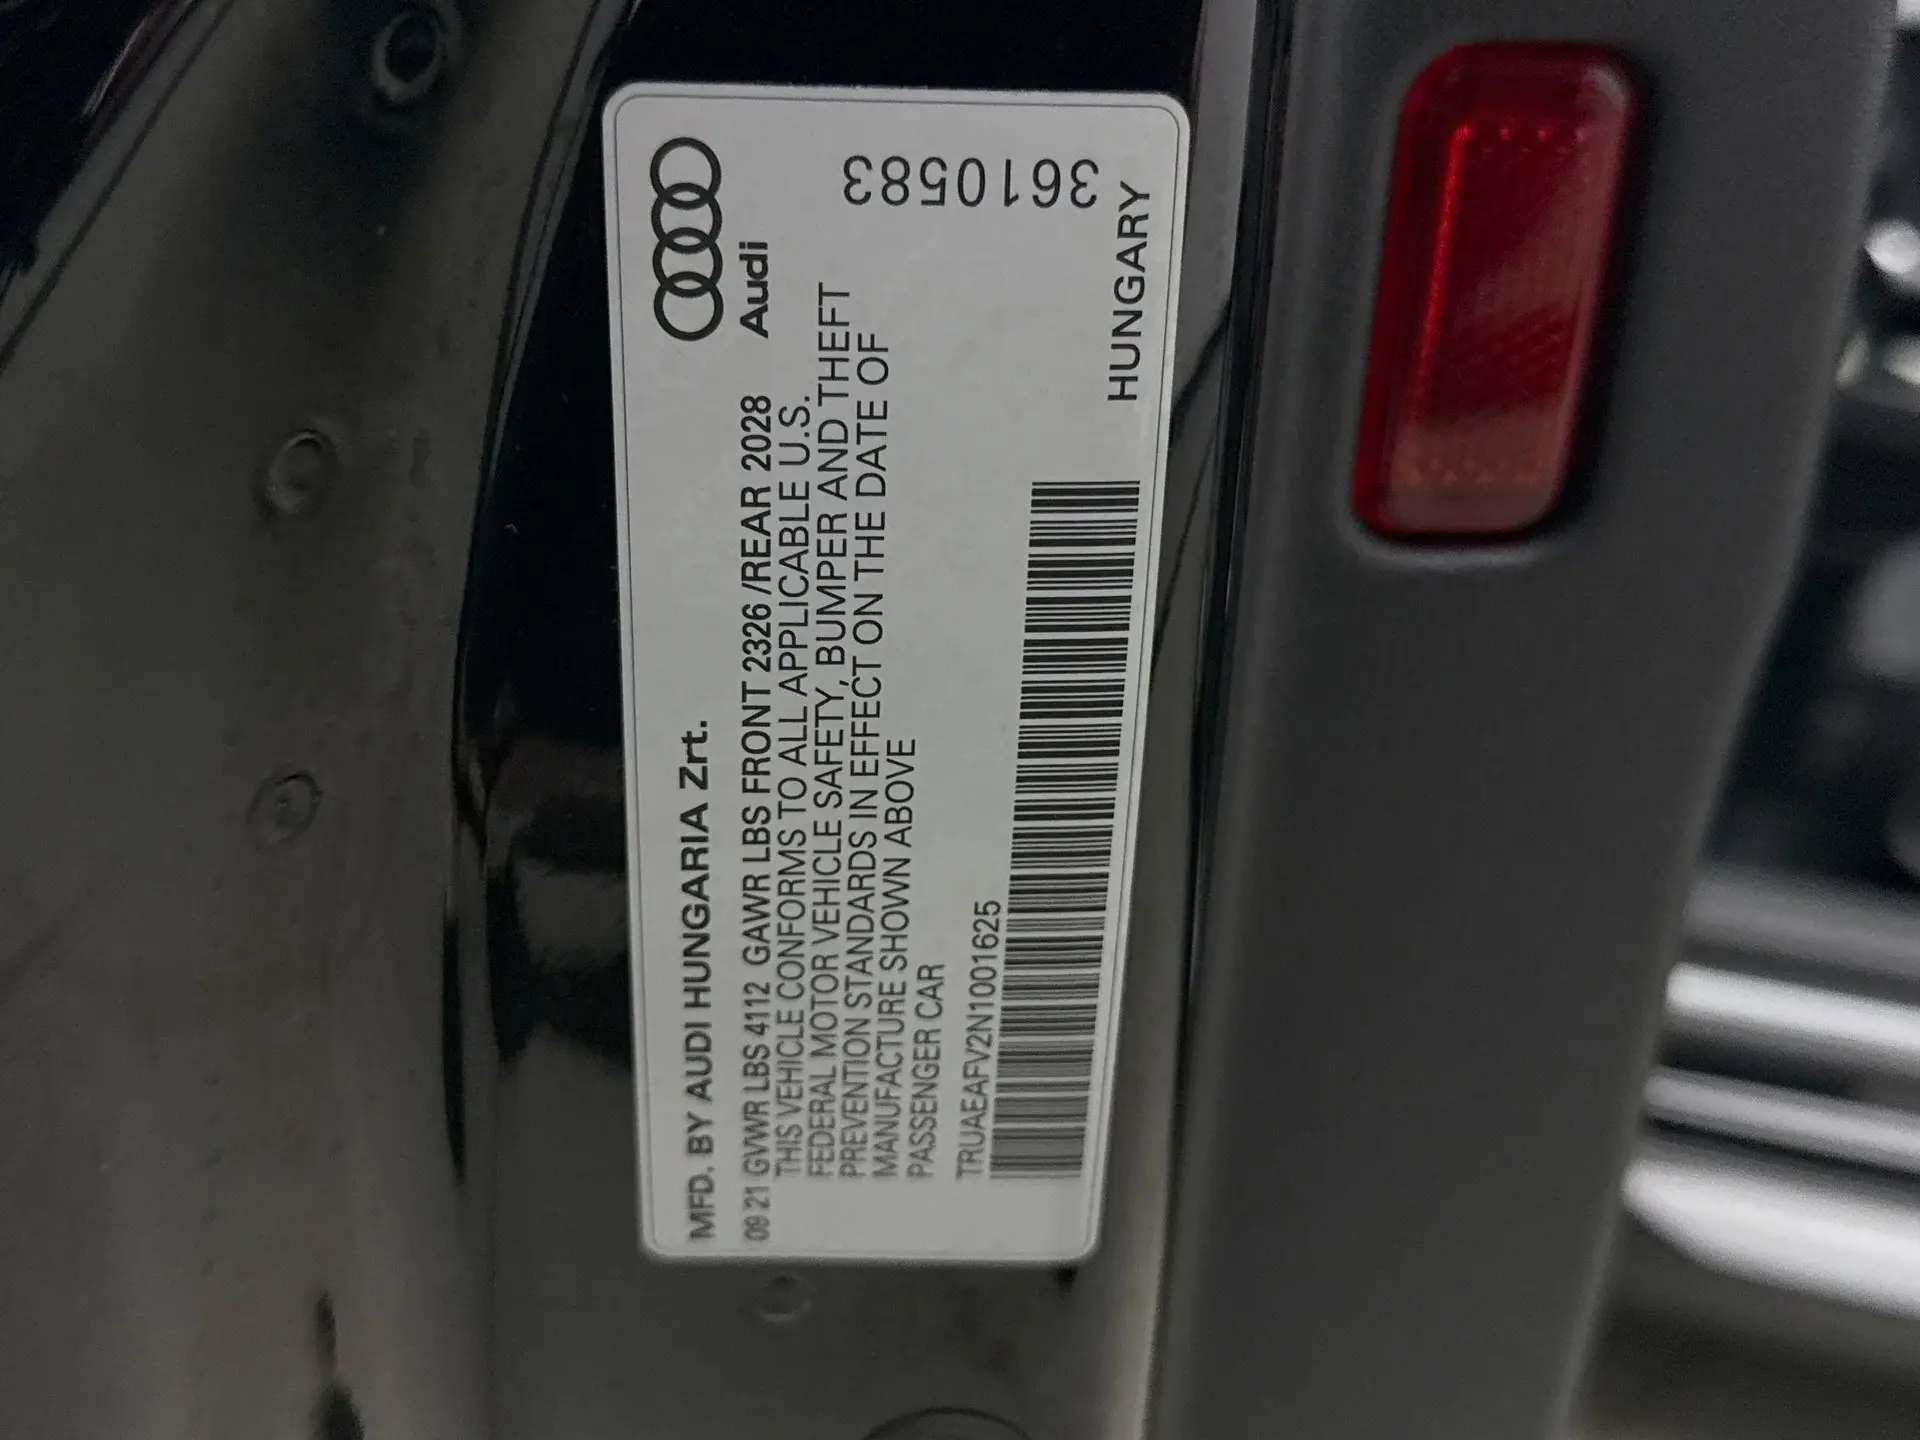 MFD. BY AUDI HUNGARIA Zrt.
Audi
09 21 GVWR LBS 4112 GAWR LBS FRONT 2326 /REAR 2028
THIS VEHICLE CONFORMS TO ALL APPLICABLE U.S.
FEDERAL MOTOR VEHICLE SAFETY, BUMPER AND THEFT
PREVENTION STANDARDS IN EFFECT ON THE DATE OF
MANUFACTURE SHOWN ABOVE
PASSENGER CAR
TRUAEAFV2N1001625
HUNGARY
3610583